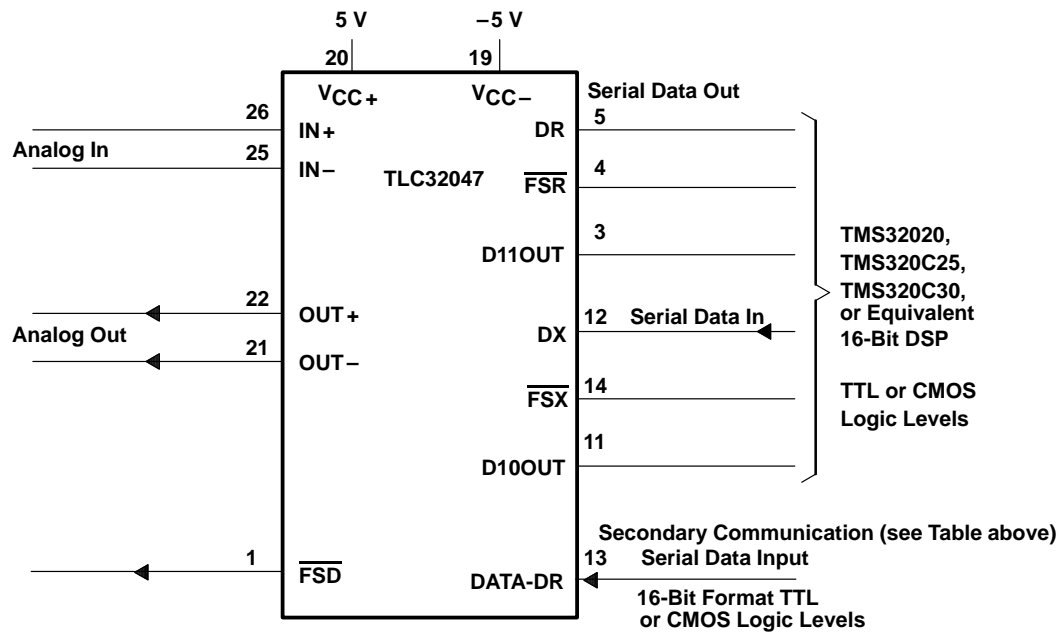 5 V
–5 V
20
19
VCC+
VCC–
Serial Data Out
26
IN+
DR
5
Analog In
25
IN–
TLC32047
FSR
4
D11OUT
3
TMS32020,
TMS320C25,
TMS320C30,
or Equivalent
16-Bit DSP
22
OUT+
DX
12
Serial Data In
Analog Out
21
OUT–
FSX
14
TTL or CMOS
Logic Levels
D10OUT
11
Secondary Communication (see Table above)
1
FSD
DATA-DR
13
Serial Data Input
16-Bit Format TTL
or CMOS Logic Levels